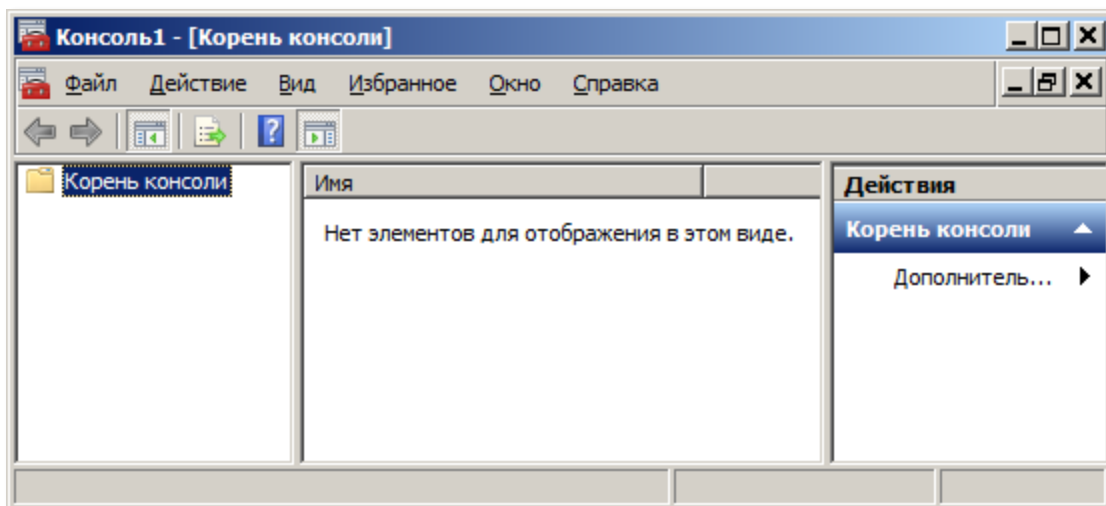 Консоль1 - [Корень консоли]
Файл Действие Вид Избранное Окно Справка
Корень консоли
Имя
Нет элементов для отображения в этом виде.
Действия
Корень консоли
Дополнитель...